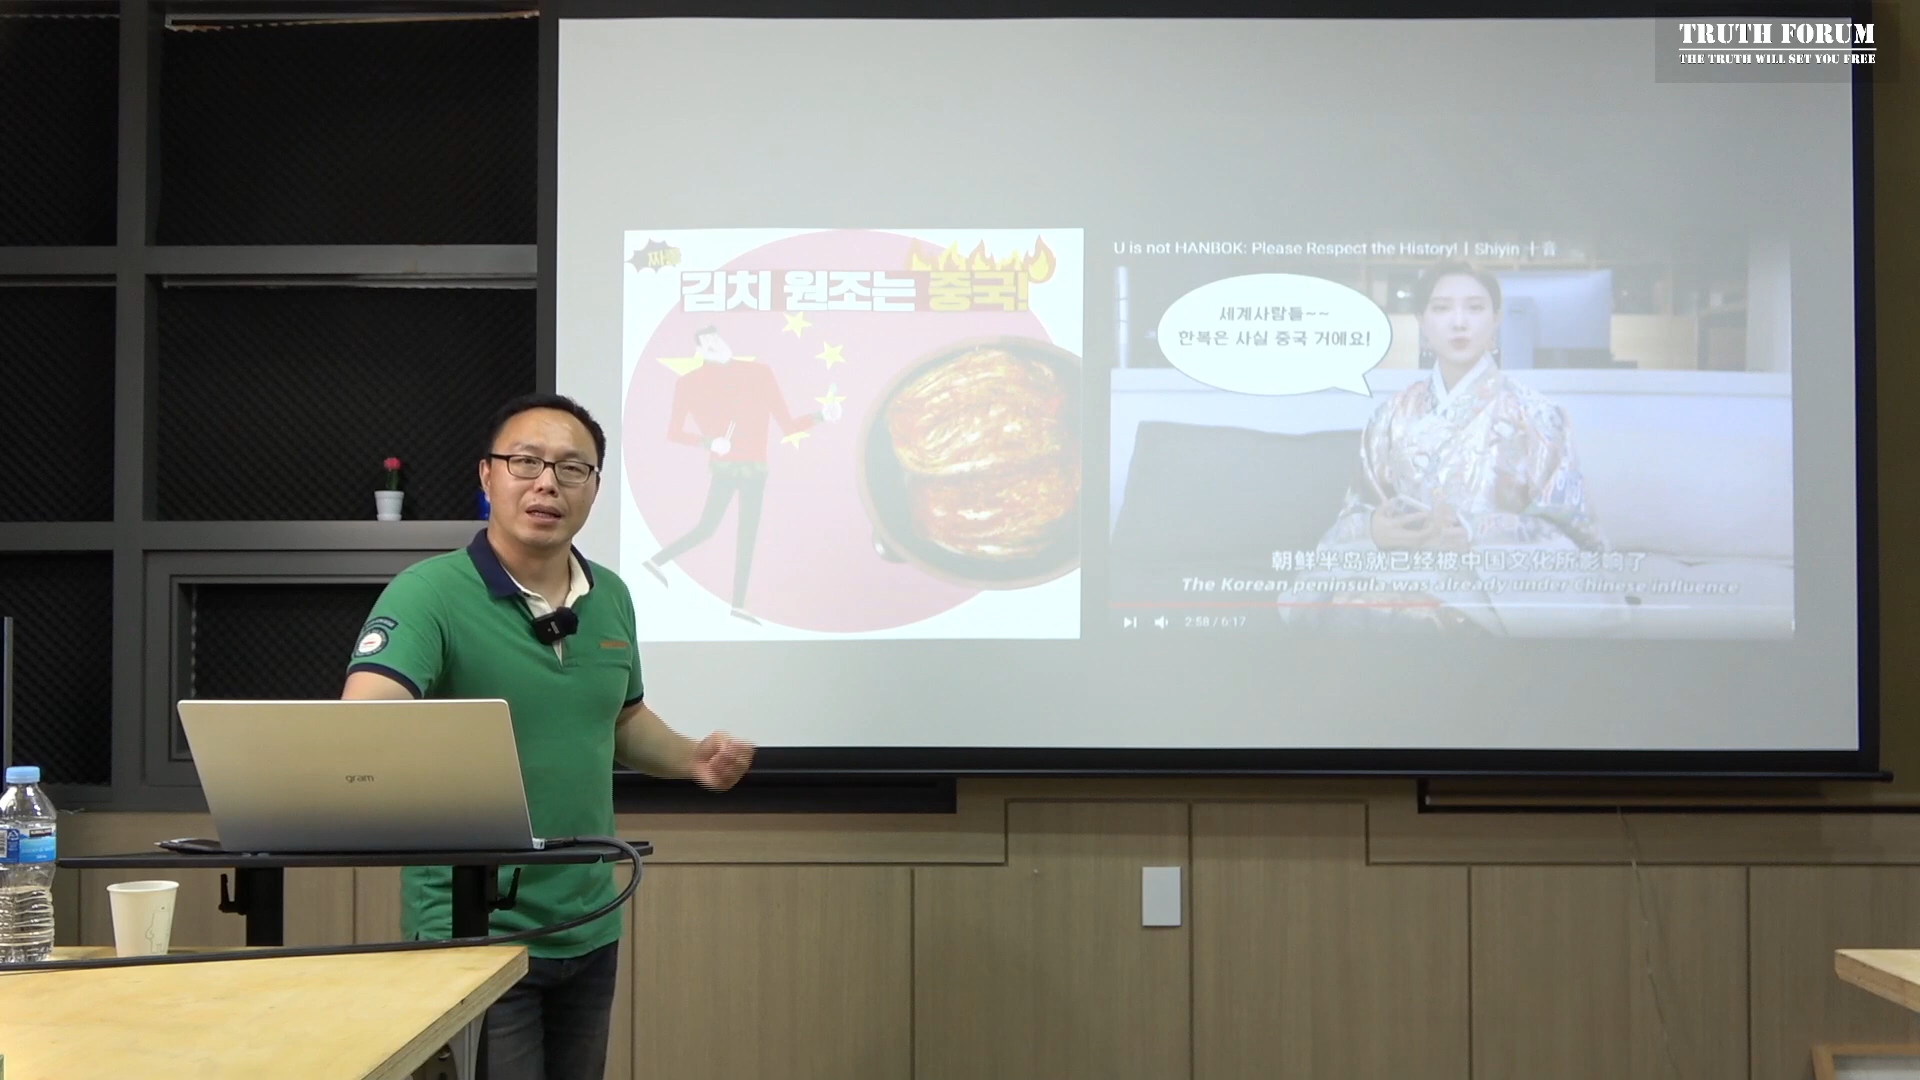 TRUTH FORUM
THE TRUTH WILL SET YOU FREE
김치 원조는 중국!
U is not HANBOK: Please Respect the History! | Shiyin 十音
세계사람들~~
한복은 사실 중국 거에요!
朝鲜半岛就已经被中国文化所影响了
The Korean peninsula was already under Chinese influence
2:58 / 6:17
gram